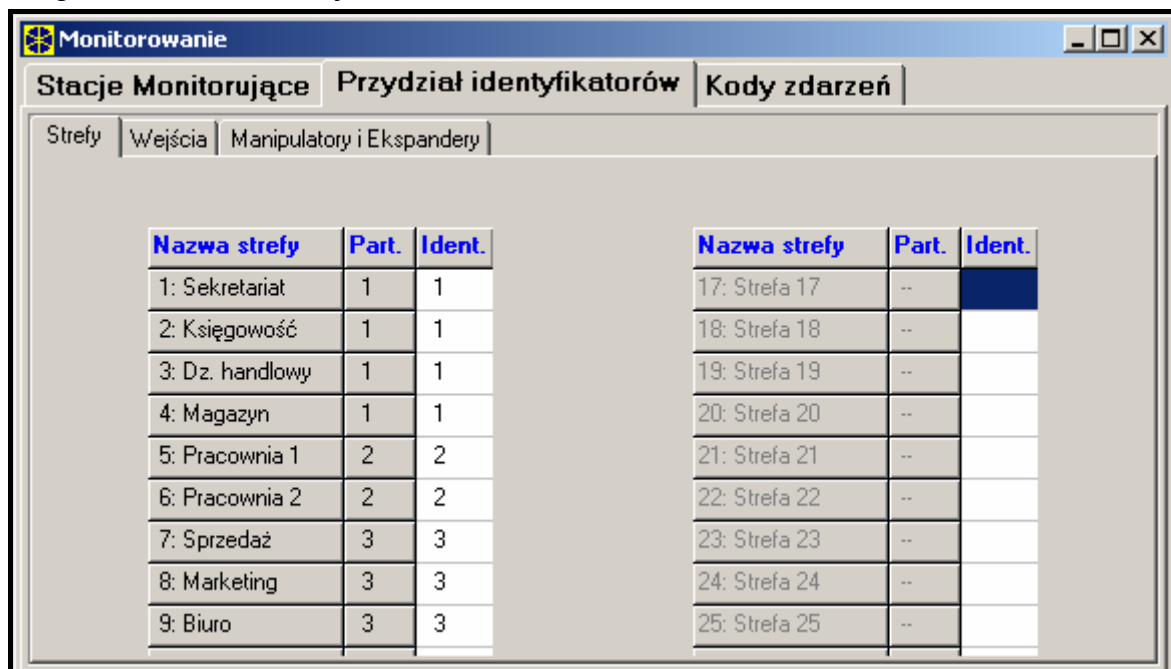 Monitorowanie
Stacje Monitorujące Przydział identyfikatorów Kody zdarzeń
Strefy Wejścia Manipulatory i Ekspandery
Nazwa strefy Part. Ident. Nazwa strefy Part. Ident.
1: Sekretariat 1 1 17: Strefa 17 --
2: Księgowość 1 1 18: Strefa 18 --
3: Dz. handlowy 1 1 19: Strefa 19 --
4: Magazyn 1 1 20: Strefa 20 --
5: Pracownia 1 2 2 21: Strefa 21 --
6: Pracownia 2 2 2 22: Strefa 22 --
7: Sprzedaż 3 3 23: Strefa 23 --
8: Marketing 3 3 24: Strefa 24 --
9: Biuro 3 3 25: Strefa 25 --